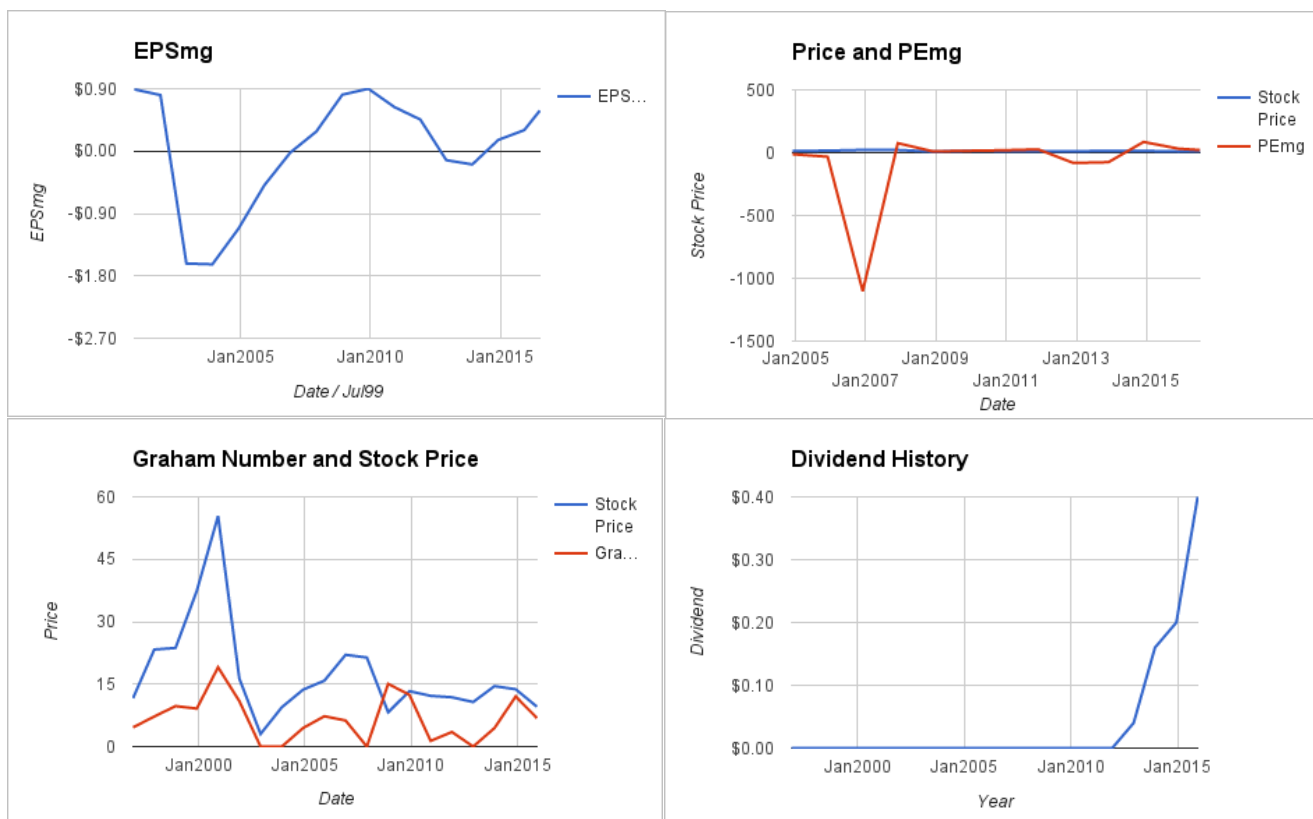 EPSmg
$0.90
$0.00
-$0.90
-$1.80
-$2.70
EPSmg
Jan2005
Jan2010
Jan2015
Date / Jul99
EPS...
Price and PEmg
500
0
-500
-1000
-1500
Stock Price
Jan2005
Jan2007
Jan2009
Jan2011
Jan2013
Jan2015
Date
Stock
Price
PEmg
Graham Number and Stock Price
60
45
30
15
0
Price
Jan2000
Jan2005
Jan2010
Jan2015
Date
Stock
Price
Gra...
Dividend History
$0.40
$0.30
$0.20
$0.10
$0.00
Dividend
Jan2000
Jan2005
Jan2010
Jan2015
Year